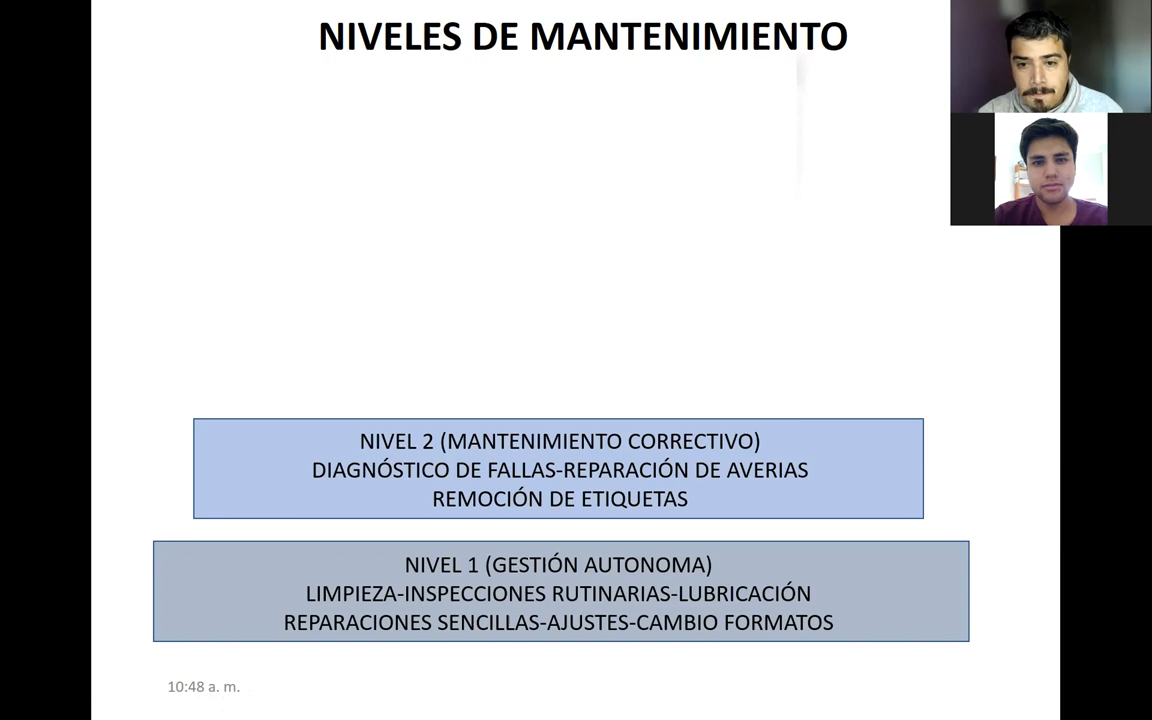 NIVELES DE MANTENIMIENTO
NIVEL 2 (MANTENIMIENTO CORRECTIVO)
DIAGNÓSTICO DE FALLAS-REPARACIÓN DE AVERIAS
REMOCIÓN DE ETIQUETAS
NIVEL 1 (GESTIÓN AUTONOMA)
LIMPIEZA-INSPECCIONES RUTINARIAS-LUBRICACIÓN
REPARACIONES SENCILLAS-AJUSTES-CAMBIO FORMATOS
10:48 a. m.